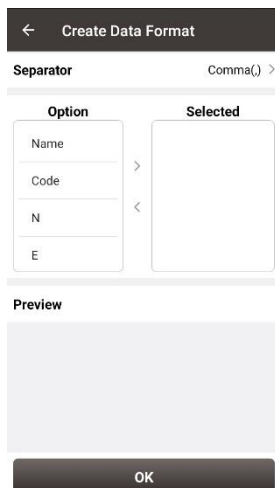 Create Data Format
Separator Comma(,)
Option Selected
Name
Code
N
E
Preview
OK